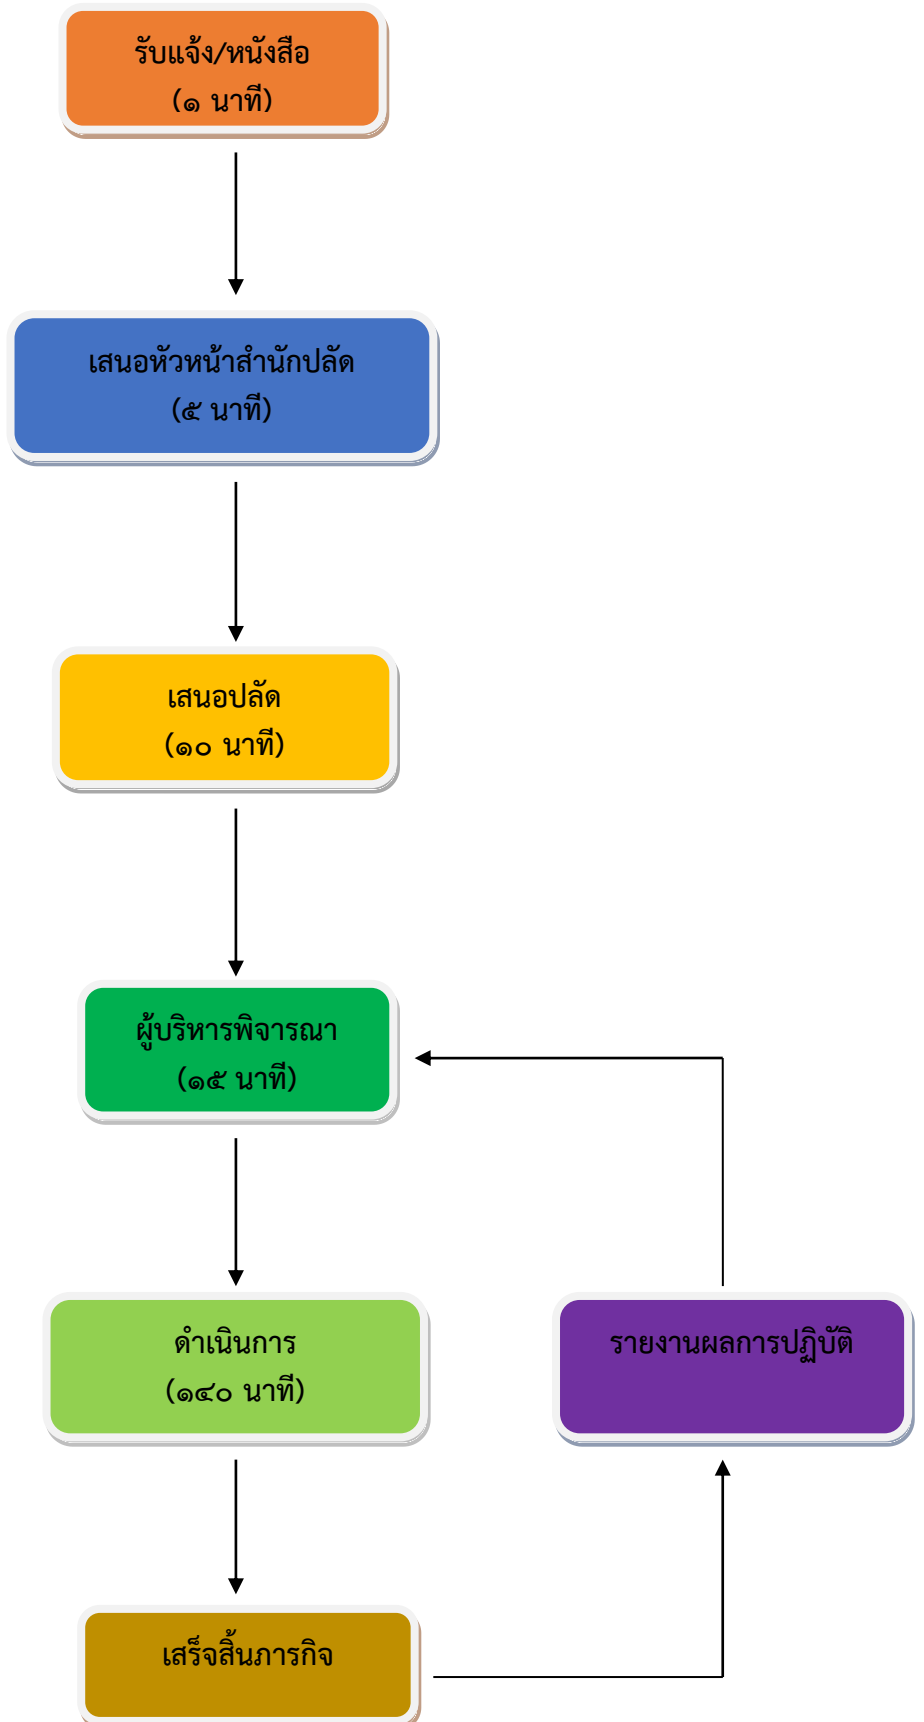 รับแจ้ง/หนังสือ
(๑ นาที)
เสนอหัวหน้าสำนักปลัด
(๕ นาที)
เสนอปลัด
(๑๐ นาที)
ผู้บริหารพิจารณา
(๑๕ นาที)
ดำเนินการ
(๑๔๐ นาที)
รายงานผลการปฏิบัติ
เสร็จสิ้นภารกิจ